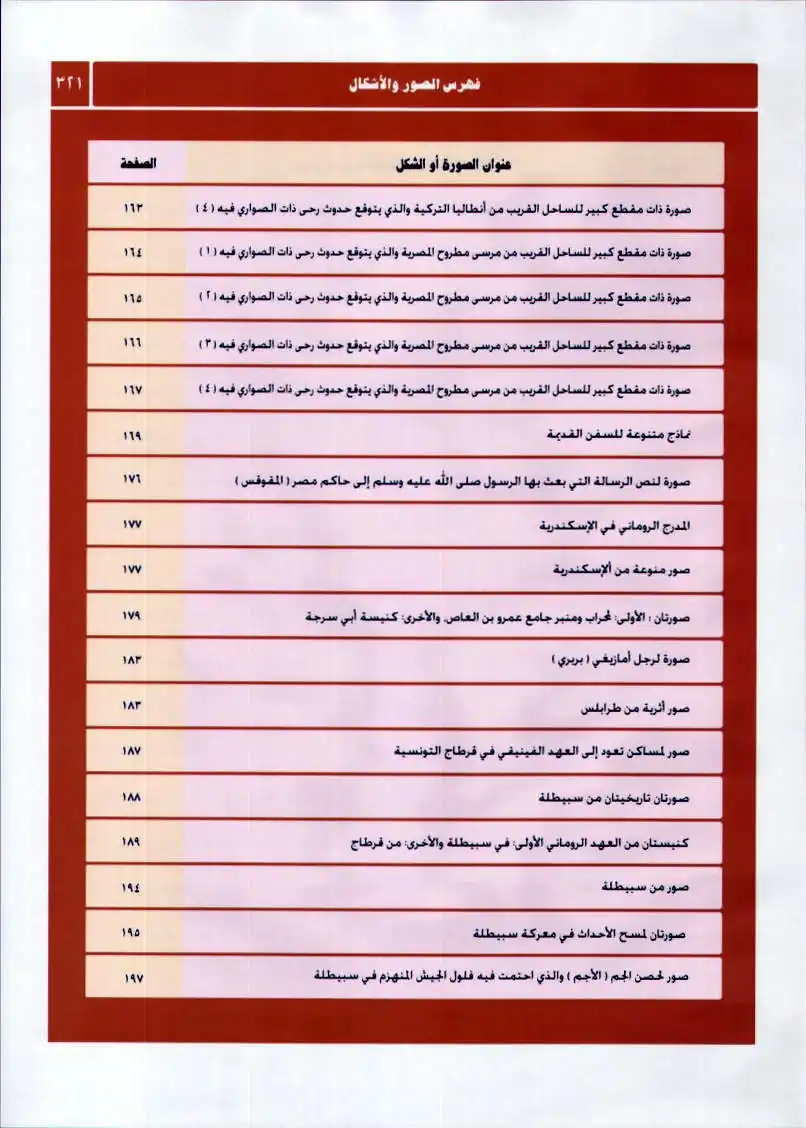 فهرس الصور والأشكال ٣٢١
عنوان الصورة أو الشكل الصفحة
صورة ذات مقطع كبير للساحل القريب من أنطاليا التركية والذي يتوقع حدوث رحى ذات الصواري فيه ( ٤ ) ١٦٣
صورة ذات مقطع كبير للساحل القريب من مرسى مطروح المصرية والذي يتوقع حدوث رحى ذات الصواري فيه ( ١ ) ١٦٤
صورة ذات مقطع كبير للساحل القريب من مرسى مطروح المصرية والذي يتوقع حدوث رحى ذات الصواري فيه ( ٢ ) ١٦٥
صورة ذات مقطع كبير للساحل القريب من مرسى مطروح المصرية والذي يتوقع حدوث رحى ذات الصواري فيه ( ٣ ) ١٦٦
صورة ذات مقطع كبير للساحل القريب من مرسى مطروح المصرية والذي يتوقع حدوث رحى ذات الصواري فيه ( ٤ ) ١٦٧
نماذج متنوعة للسفن القديمة ١٦٩
صورة لنص الرسالة التي بعث بها الرسول صلى الله عليه وسلم إلى حاكم مصر ( المقوقس ) ١٧٦
المدرج الروماني في الإسكندرية ١٧٧
صور منوعة من ألإسكندرية ١٧٧
صورتان : الأولى: لمحراب ومنبر جامع عمرو بن العاص، والأخرى: كنيسة أبي سرجة ١٧٩
صورة لرجل أمازيغي ( بربري ) ١٨٣
صور أثرية من طرابلس ١٨٣
صور لمساكن تعود إلى العهد الفينيقي في قرطاج التونسية ١٨٧
صورتان تاريخيتان من سبيطلة ١٨٨
كنيستان من العهد الروماني الأولى: في سبيطلة والأخرى: من قرطاج ١٨٩
صور من سبيطلة ١٩٤
صورتان لمسح الأحداث في معركة سبيطلة ١٩٥
صور لحصن الجم ( الأجم ) والذي احتمت فيه فلول الجيش المنهزم في سبيطلة ١٩٧